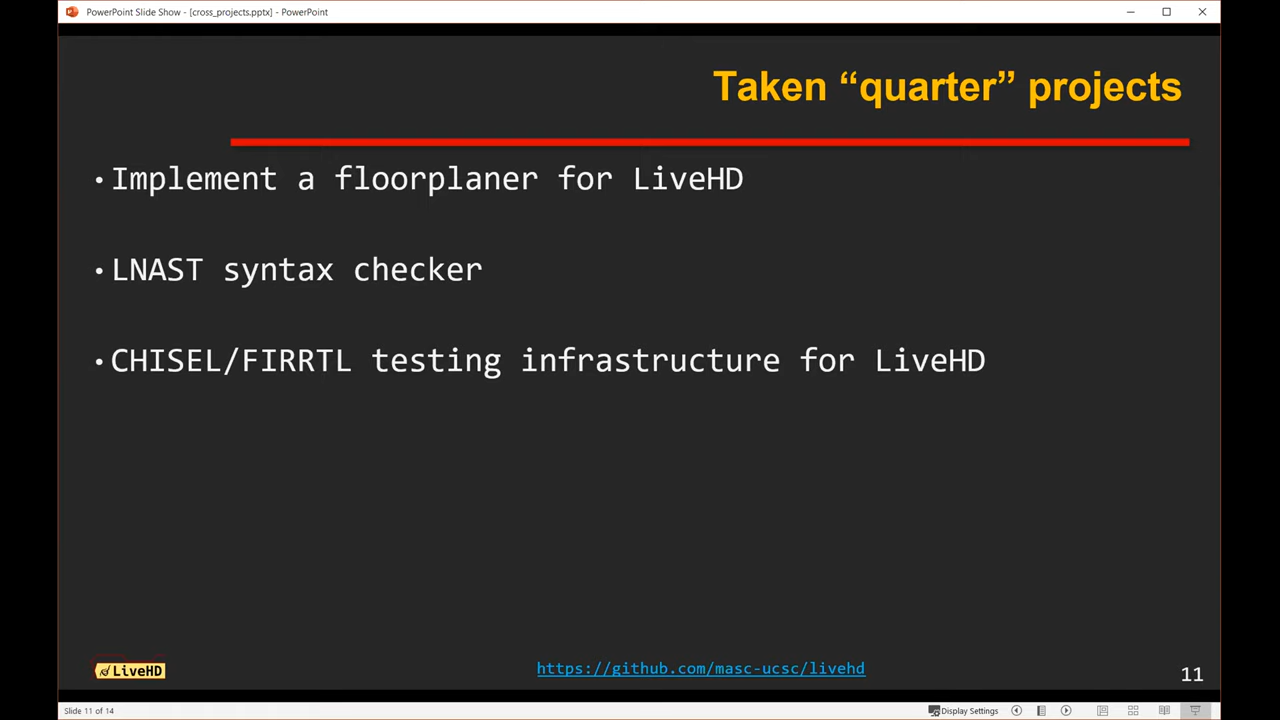 PowerPoint Slide Show - [cross_projects.pptx] - PowerPoint
Taken “quarter” projects
• Implement a floorplaner for LiveHD
• LNAST syntax checker
• CHISEL/FIRRTL testing infrastructure for LiveHD
LiveHD
https://github.com/masc-ucsc/livehd
11
Slide 11 of 14
Display Settings